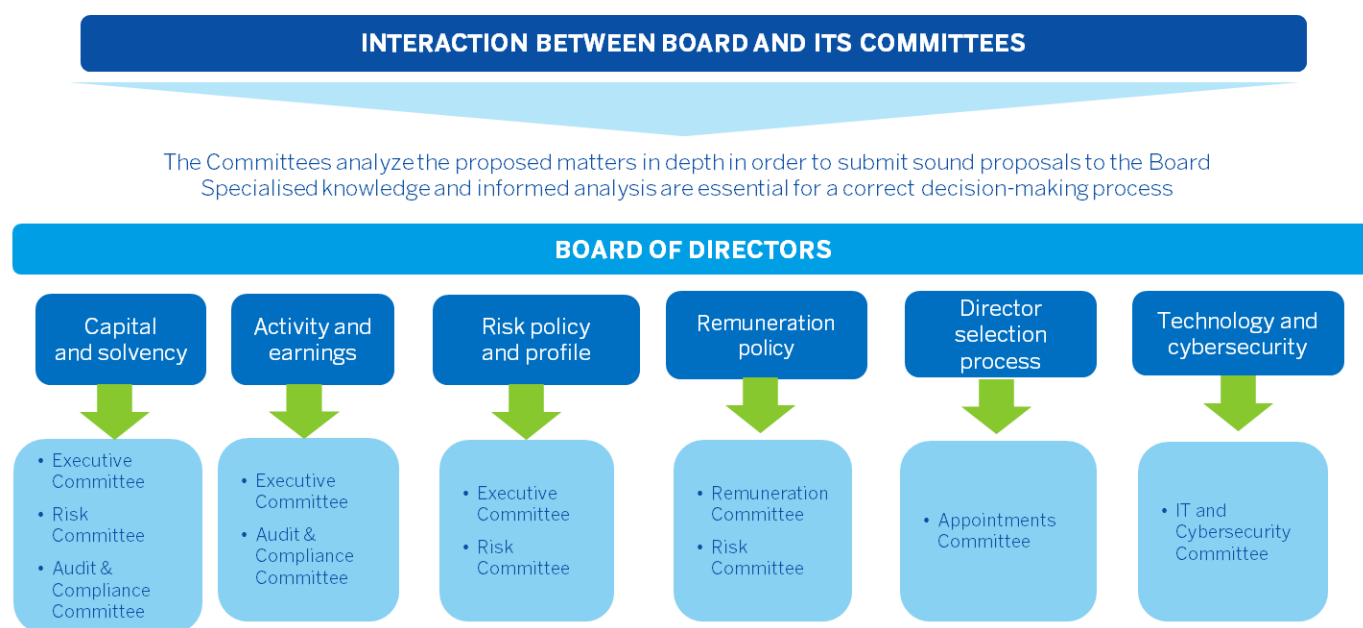 INTERACTION BETWEEN BOARD AND ITS COMMITTEES
The Committees analyze the proposed matters in depth in order to submit sound proposals to the Board
Specialised knowledge and informed analysis are essential for a correct decision-making process
BOARD OF DIRECTORS
Capital
and solvency
Activity and
earnings
Risk policy
and profile
Remuneration
policy
Director
selection
process
Technology and
cybersecurity
• Executive
Committee
• Risk
Committee
• Audit &
Compliance
Committee
• Executive
Committee
• Audit &
Compliance
Committee
• Executive
Committee
• Risk
Committee
• Remuneration
Committee
• Risk
Committee
• Appointments
Committee
• IT and
Cybersecurity
Committee